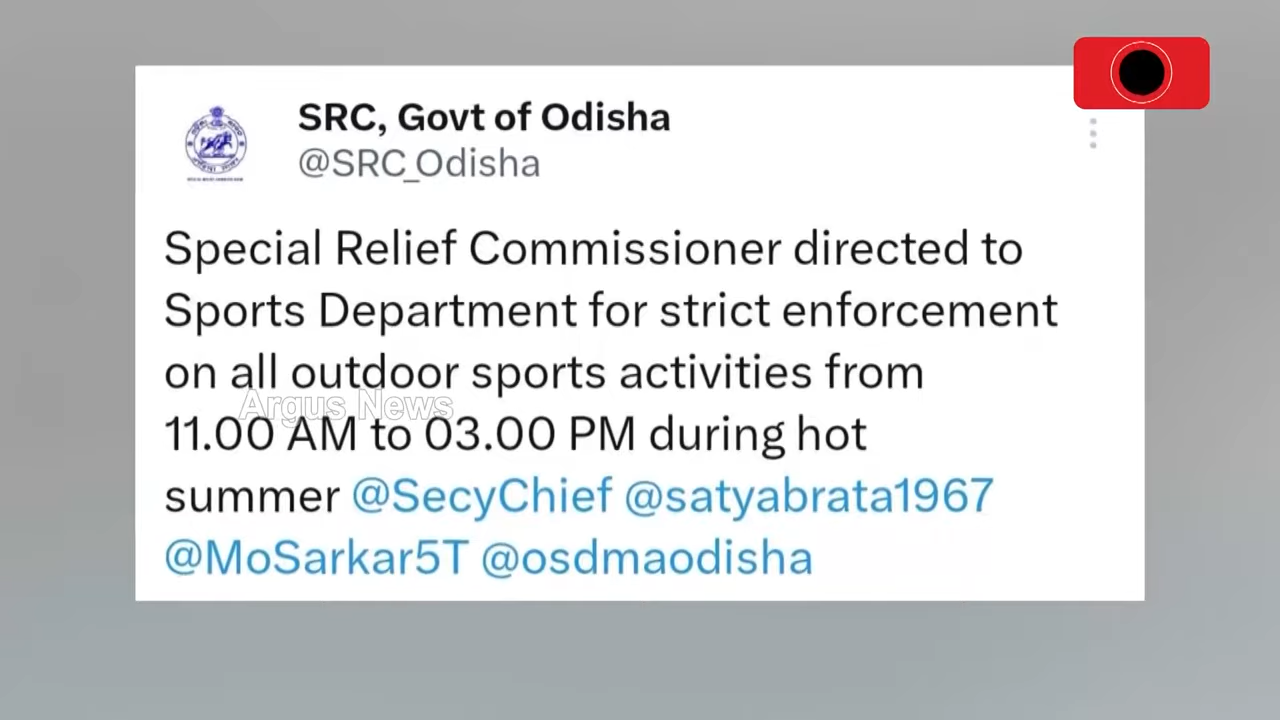 SRC, Govt of Odisha
@SRC_Odisha
Special Relief Commissioner directed to
Sports Department for strict enforcement
on all outdoor sports activities from
Argus News
11.00 AM to 03.00 PM during hot
summer @SecyChief @satyabrata1967
@MoSarkar5T @osdmaodisha